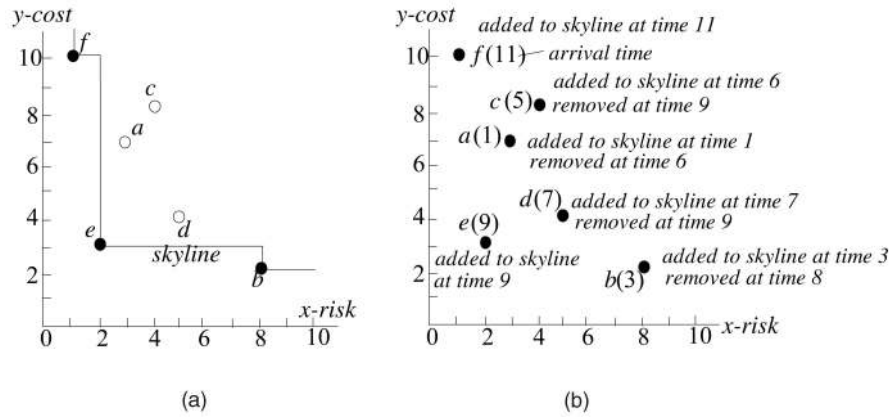 y-cost
f
10
c
8
a
6
4
e
d
skyline
2
b
x-risk
0
2
4
6
8
10
(a)
y-cost
added to skyline at time 11
10
f(11) arrival time
added to skyline at time 6
8
c(5) removed at time 9
a(1) added to skyline at time 1
6
removed at time 6
d(7) added to skyline at time 7
4
e(9) removed at time 9
added to skyline
at time 9
2
added to skyline at time 3
b(3) removed at time 8
x-risk
0
2
4
6
8
10
(b)